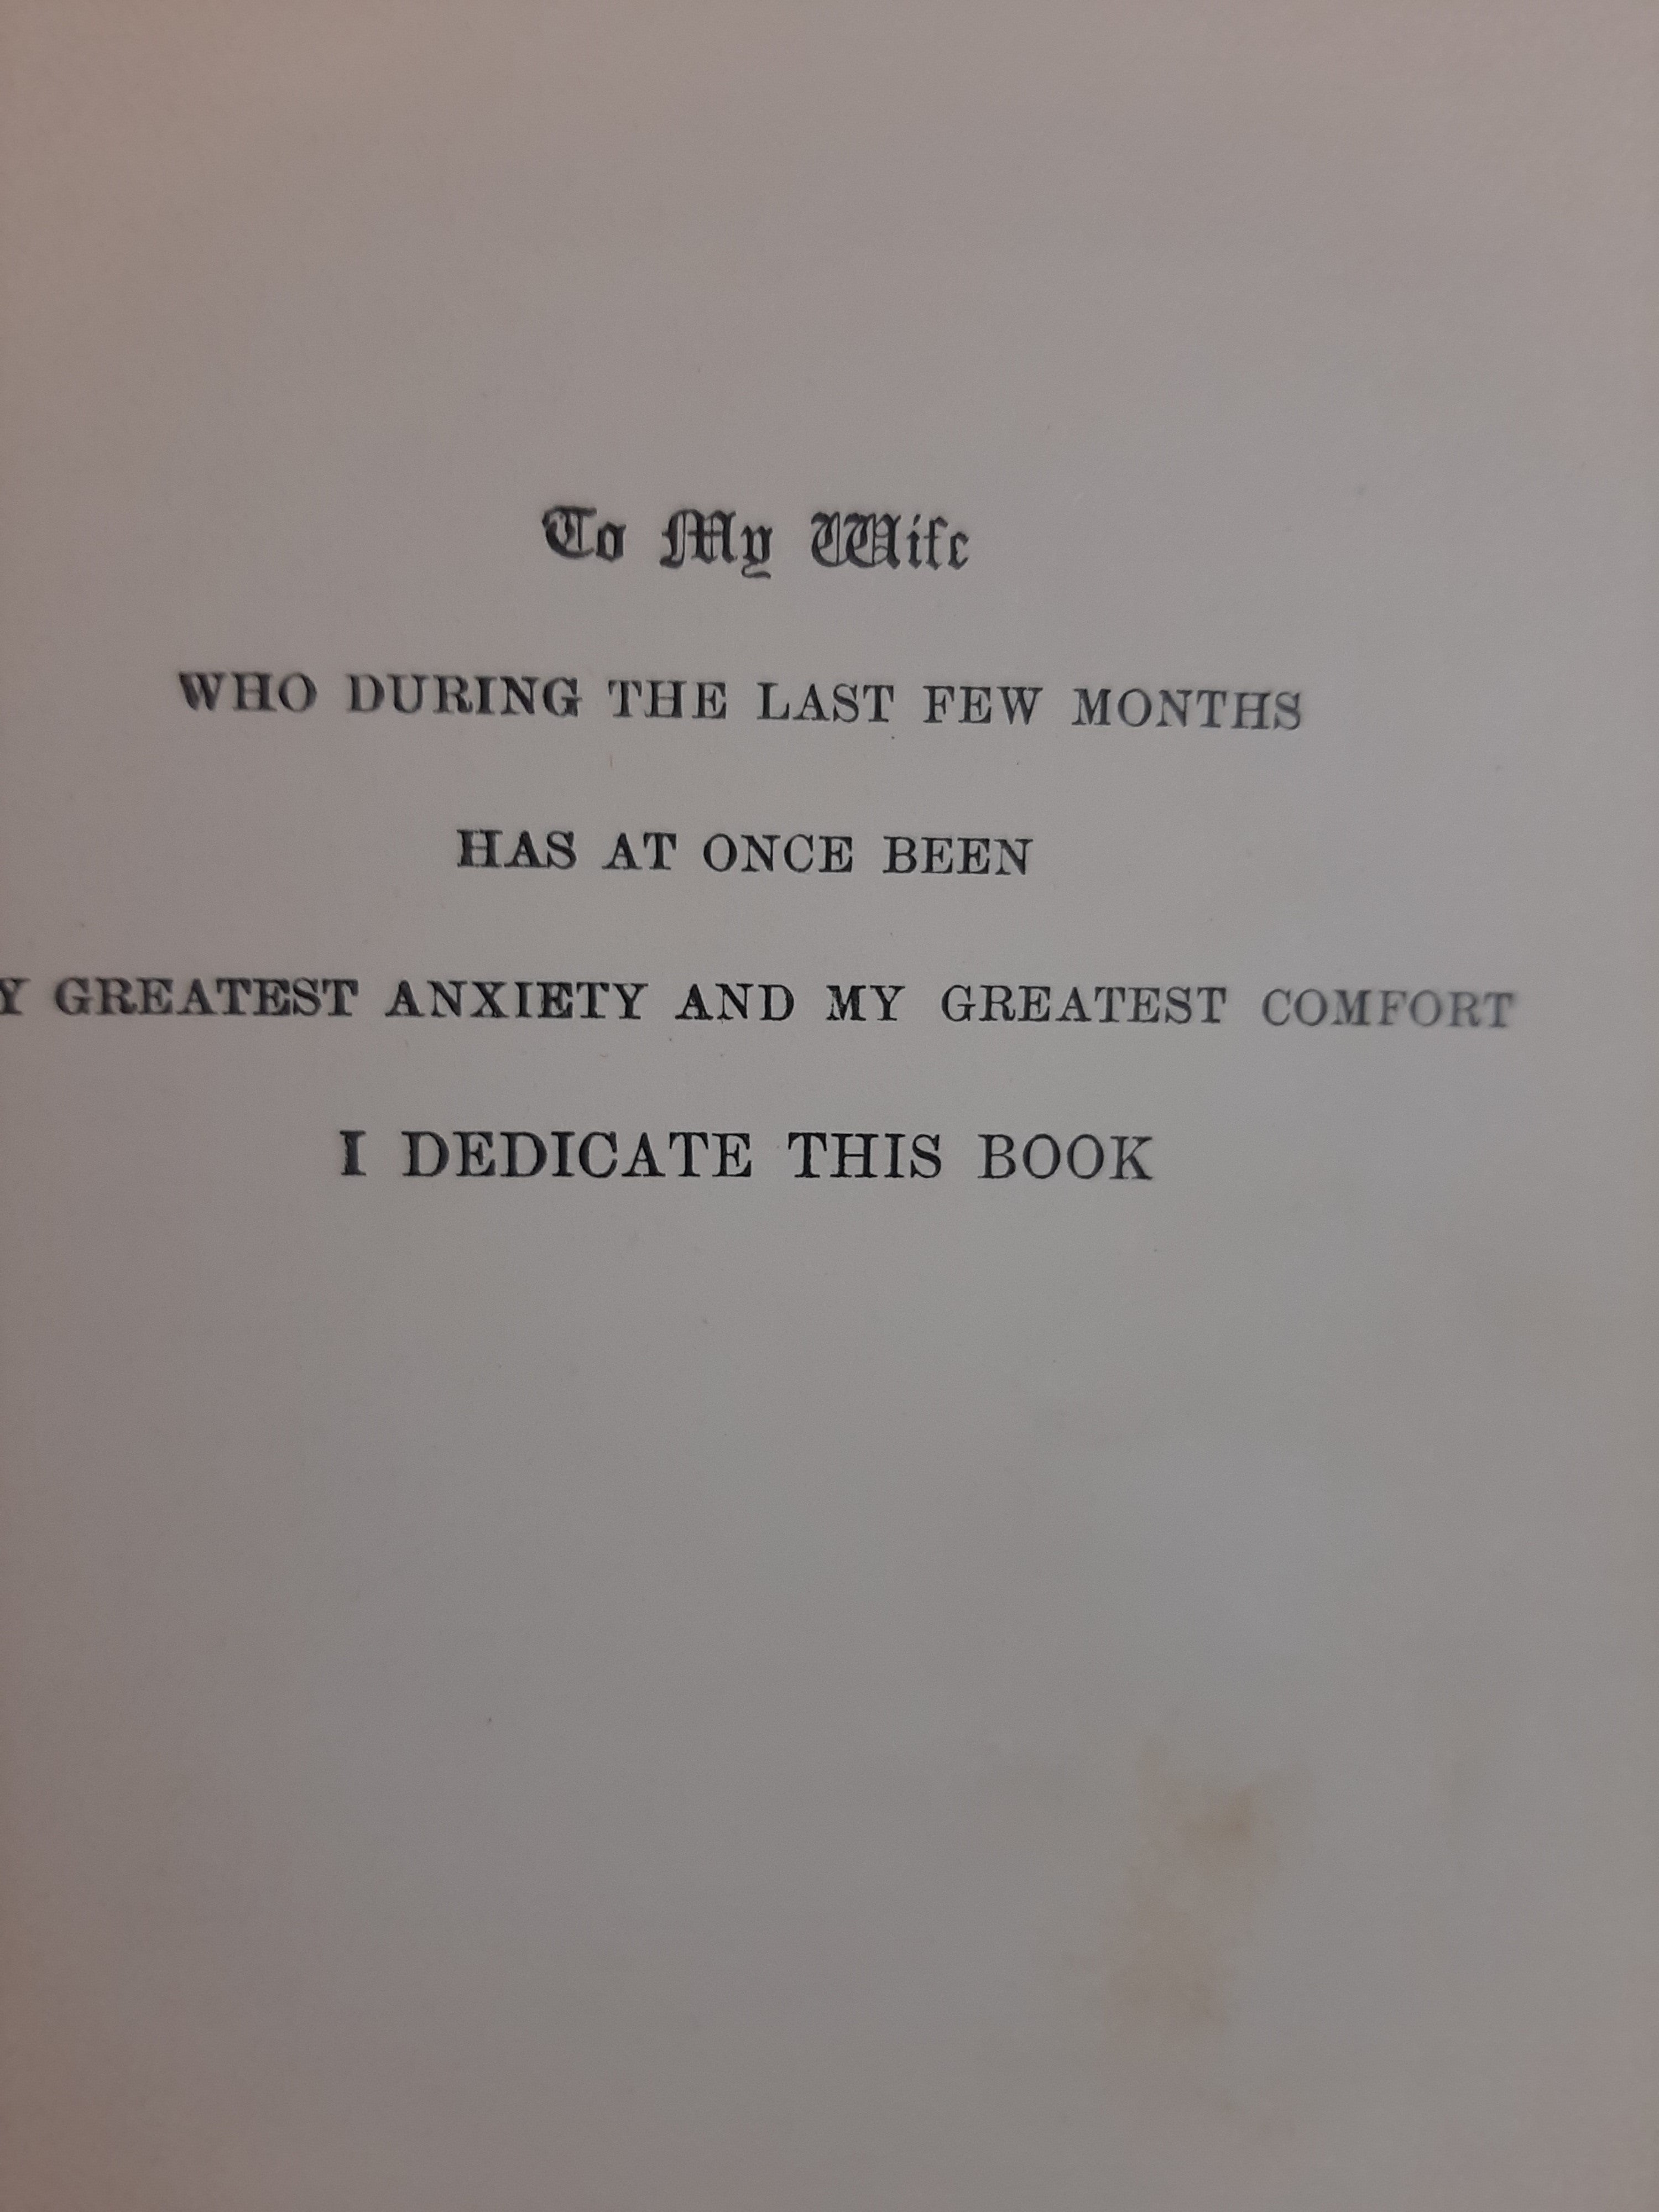 To My Wife
WHO DURING THE LAST FEW MONTHS
HAS AT ONCE BEEN
Y GREATEST ANXIETY AND MY GREATEST COMFORT
I DEDICATE THIS BOOK